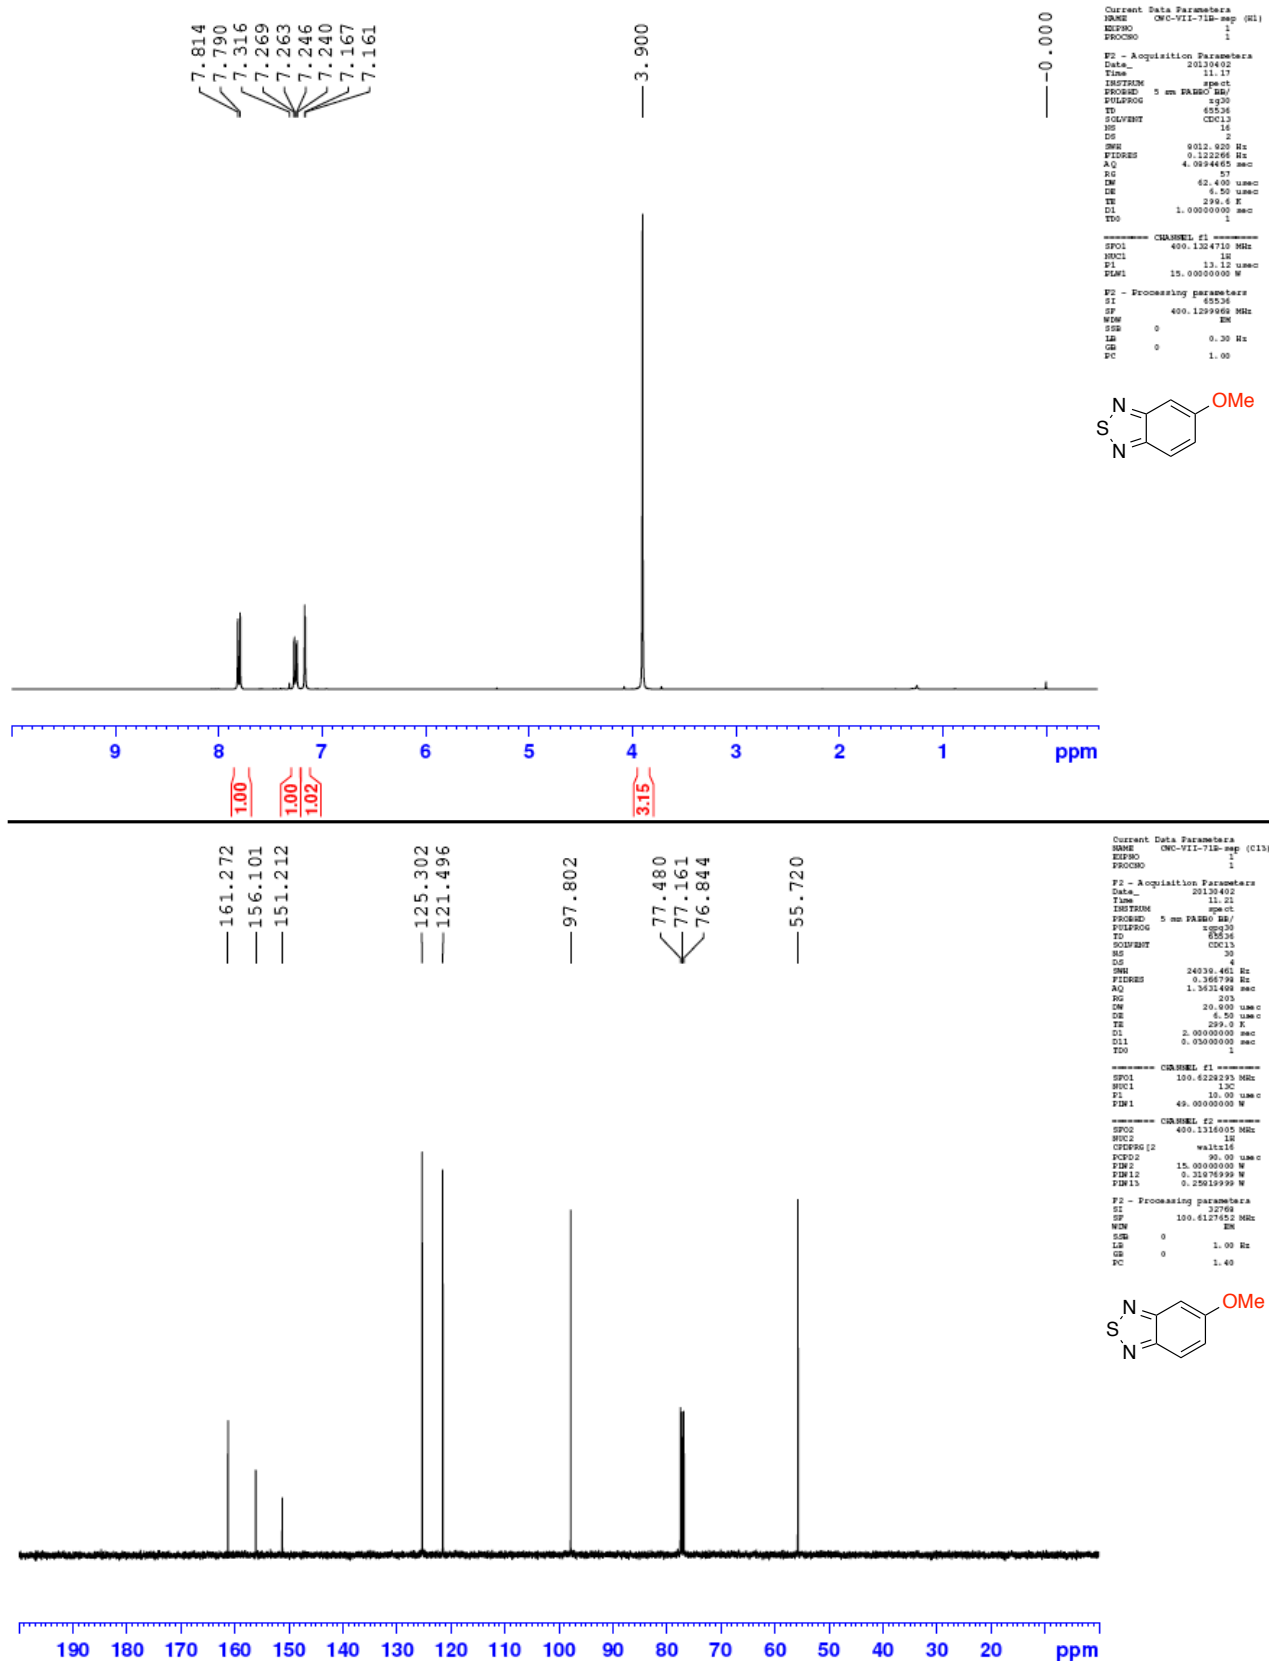 7.814
7.790
7.316
7.269
7.263
7.246
7.240
7.167
7.161
3.900
-0.000
Current Data Parameters
NAME CWC-VII-71B-sep (H1)
EXPNO 1
PROCNO 1
F2 - Acquisition Parameters
Date_ 20130402
Time 11.17
INSTRUM spect
PROBHD 5 mm PABBO BB/
PULPROG zg30
TD 65536
SOLVENT CDCl3
NS 16
DS 2
SWH 8012.820 Hz
FIDRES 0.122266 Hz
AQ 4.0894465 sec
RG 57
DW 62.400 usec
DE 6.50 usec
TE 298.6 K
D1 1.00000000 sec
TD0 1
======== CHANNEL f1 ========
SFO1 400.1324710 MHz
NUC1 1H
P1 13.12 usec
PLW1 15.00000000 W
F2 - Processing parameters
SI 65536
SF 400.1299868 MHz
WDW EM
SSB 0
LB 0.30 Hz
GB 0
PC 1.00
N
S
N
OMe
9 8 7 6 5 4 3 2 1 ppm
1.00
1.00
1.02
3.15
161.272
156.101
151.212
125.302
121.496
97.802
77.480
77.161
76.844
55.720
Current Data Parameters
NAME CWC-VII-71B-sep (C13)
EXPNO 1
PROCNO 1
F2 - Acquisition Parameters
Date_ 20130402
Time 11.21
INSTRUM spect
PROBHD 5 mm PABBO BB/
PULPROG zgpg30
TD 65536
SOLVENT CDCl3
NS 30
DS 4
SWH 24038.461 Hz
FIDRES 0.366798 Hz
AQ 1.3631488 sec
RG 203
DW 20.800 usec
DE 6.50 usec
TE 299.0 K
D1 2.00000000 sec
D11 0.03000000 sec
TD0 1
======== CHANNEL f1 ========
SFO1 100.6228293 MHz
NUC1 13C
P1 10.00 usec
PLW1 49.00000000 W
======== CHANNEL f2 ========
SFO2 400.1316005 MHz
NUC2 1H
CPDPRG[2 waltz16
PCPD2 90.00 usec
PLW2 15.00000000 W
PLW12 0.31876999 W
PLW13 0.25819999 W
F2 - Processing parameters
SI 32768
SF 100.6127652 MHz
WDW EM
SSB 0
LB 1.00 Hz
GB 0
PC 1.40
N
S
N
OMe
190 180 170 160 150 140 130 120 110 100 90 80 70 60 50 40 30 20 ppm